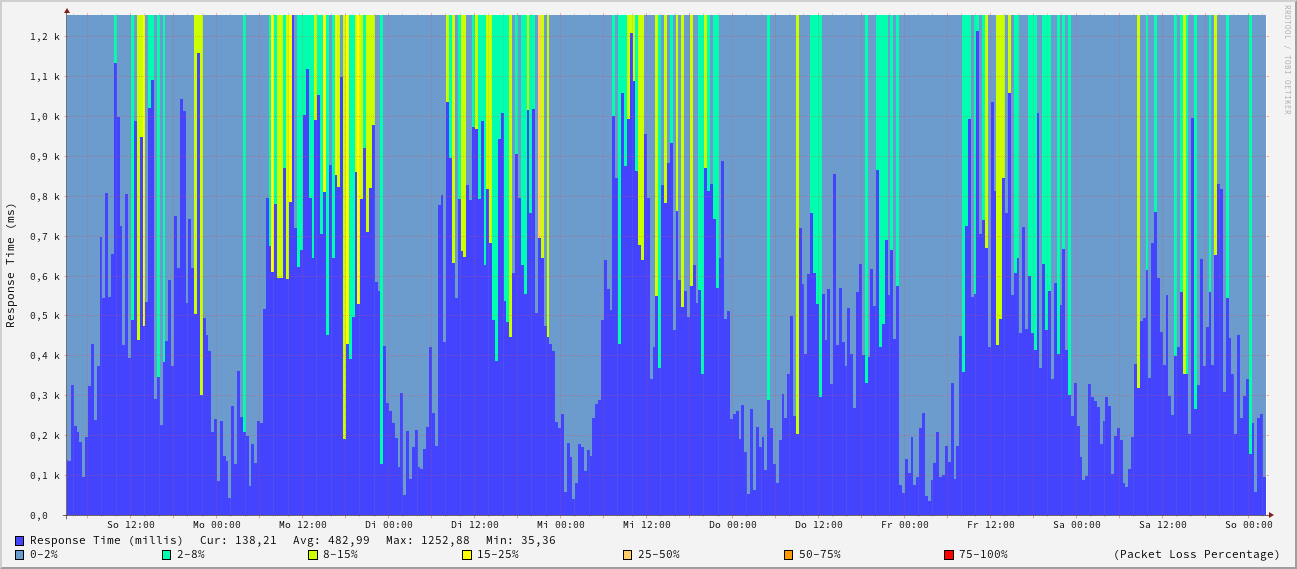 RRDTOOL / TOBI OETIKER
Response Time (ms)
1,2 k
1,1 k
1,0 k
0,9 k
0,8 k
0,7 k
0,6 k
0,5 k
0,4 k
0,3 k
0,2 k
0,1 k
0,0
So 12:00 Mo 00:00 Mo 12:00 Di 00:00 Di 12:00 Mi 00:00 Mi 12:00 Do 00:00 Do 12:00 Fr 00:00 Fr 12:00 Sa 00:00 Sa 12:00 So 00:00
Response Time (millis) Cur: 138,21 Avg: 482,99 Max: 1252,88 Min: 35,36
0-2% 2-8% 8-15% 15-25% 25-50% 50-75% 75-100% (Packet Loss Percentage)